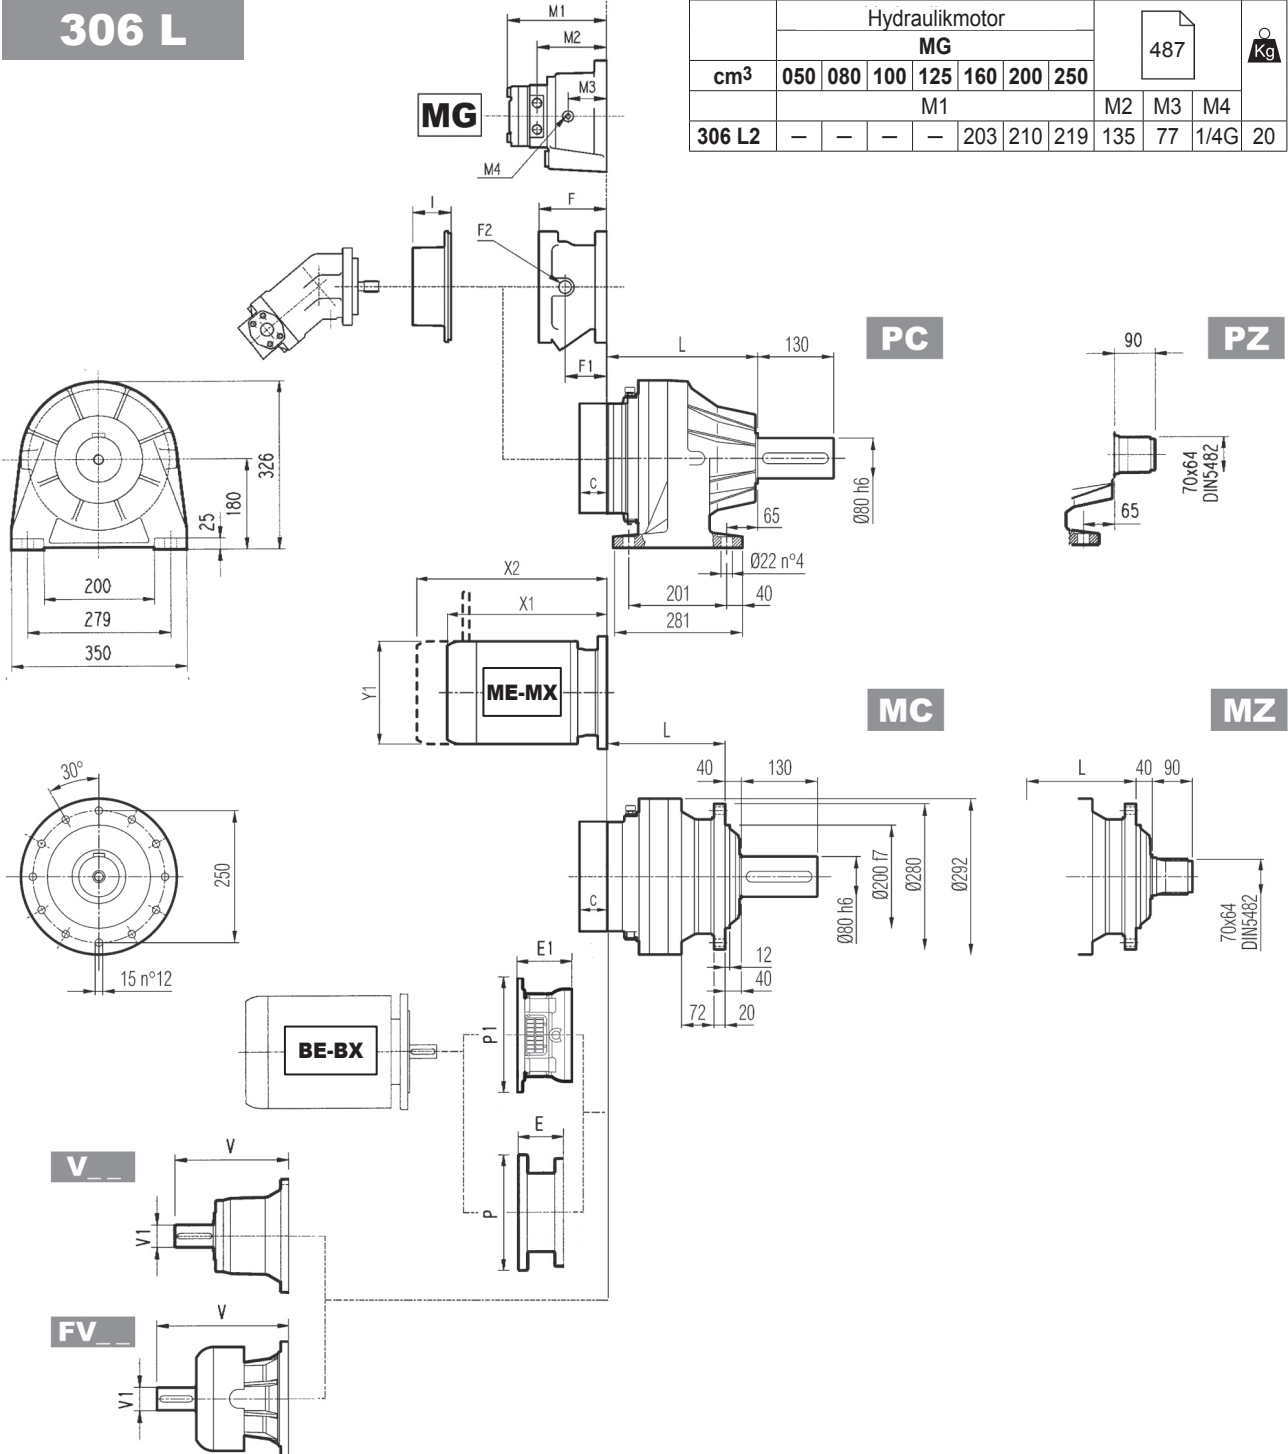 306 L
Hydraulikmotor
MG
487
Kg
cm³ 050 080 100 125 160 200 250
M1 M2 M3 M4
306 L2 — — — — 203 210 219 135 77 1/4G 20
M1
M2
M3
MG
M4
I
F
F2
F1
PC
PZ
L 130
90
326
180
25
C
65
Ø80 h6
70x64
DIN5482
65
Ø22 n°4
200
279
350
201 40
281
X2
X1
Y1
ME-MX
MC
MZ
L
40 130
L 40 90
30°
250
15 n°12
C
Ø80 h6
Ø200 f7
Ø280
Ø292
70x64
DIN5482
12
40
72 20
E1
P1
BE-BX
E
P
V_ _
V
V1
FV_ _
V
V1